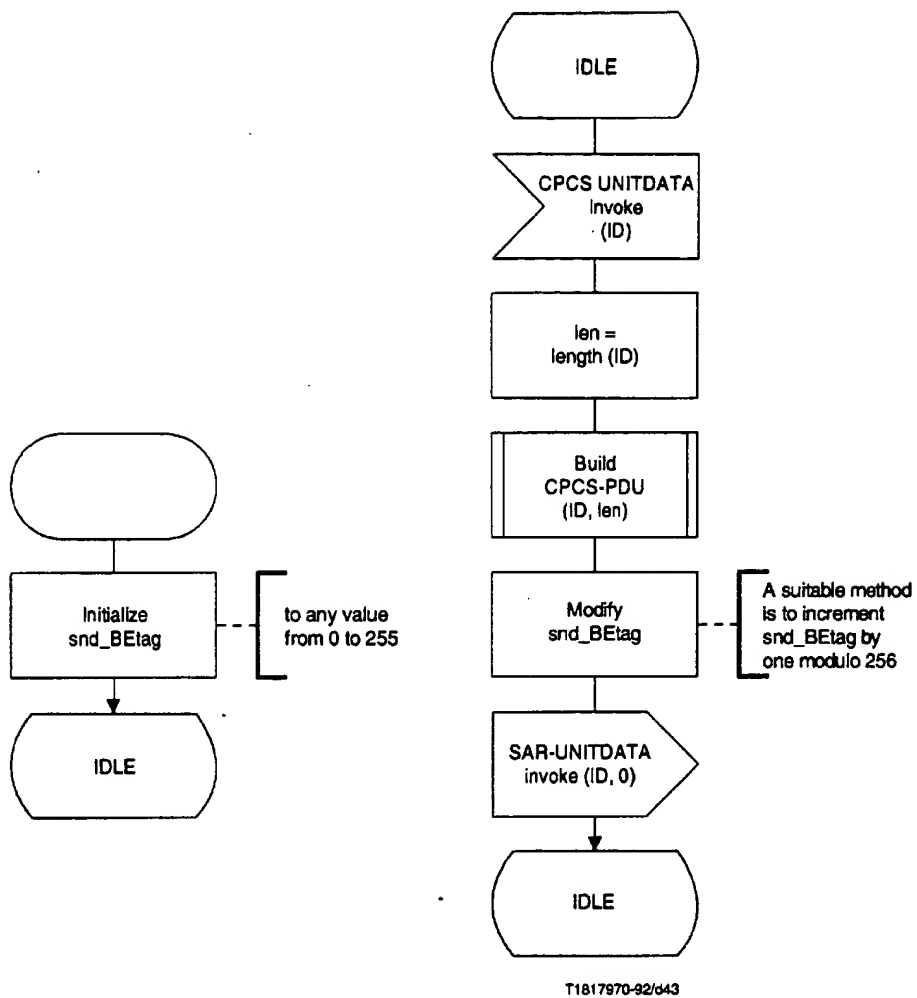 Initialize
snd_BEtag
to any value
from 0 to 255
IDLE
IDLE
CPCS UNITDATA
invoke
(ID)
len =
length (ID)
Build
CPCS-PDU
(ID, len)
Modify
snd_BEtag
A suitable method
is to increment
snd_BEtag by
one modulo 256
SAR-UNITDATA
invoke (ID, 0)
IDLE
T1817970-92/d43